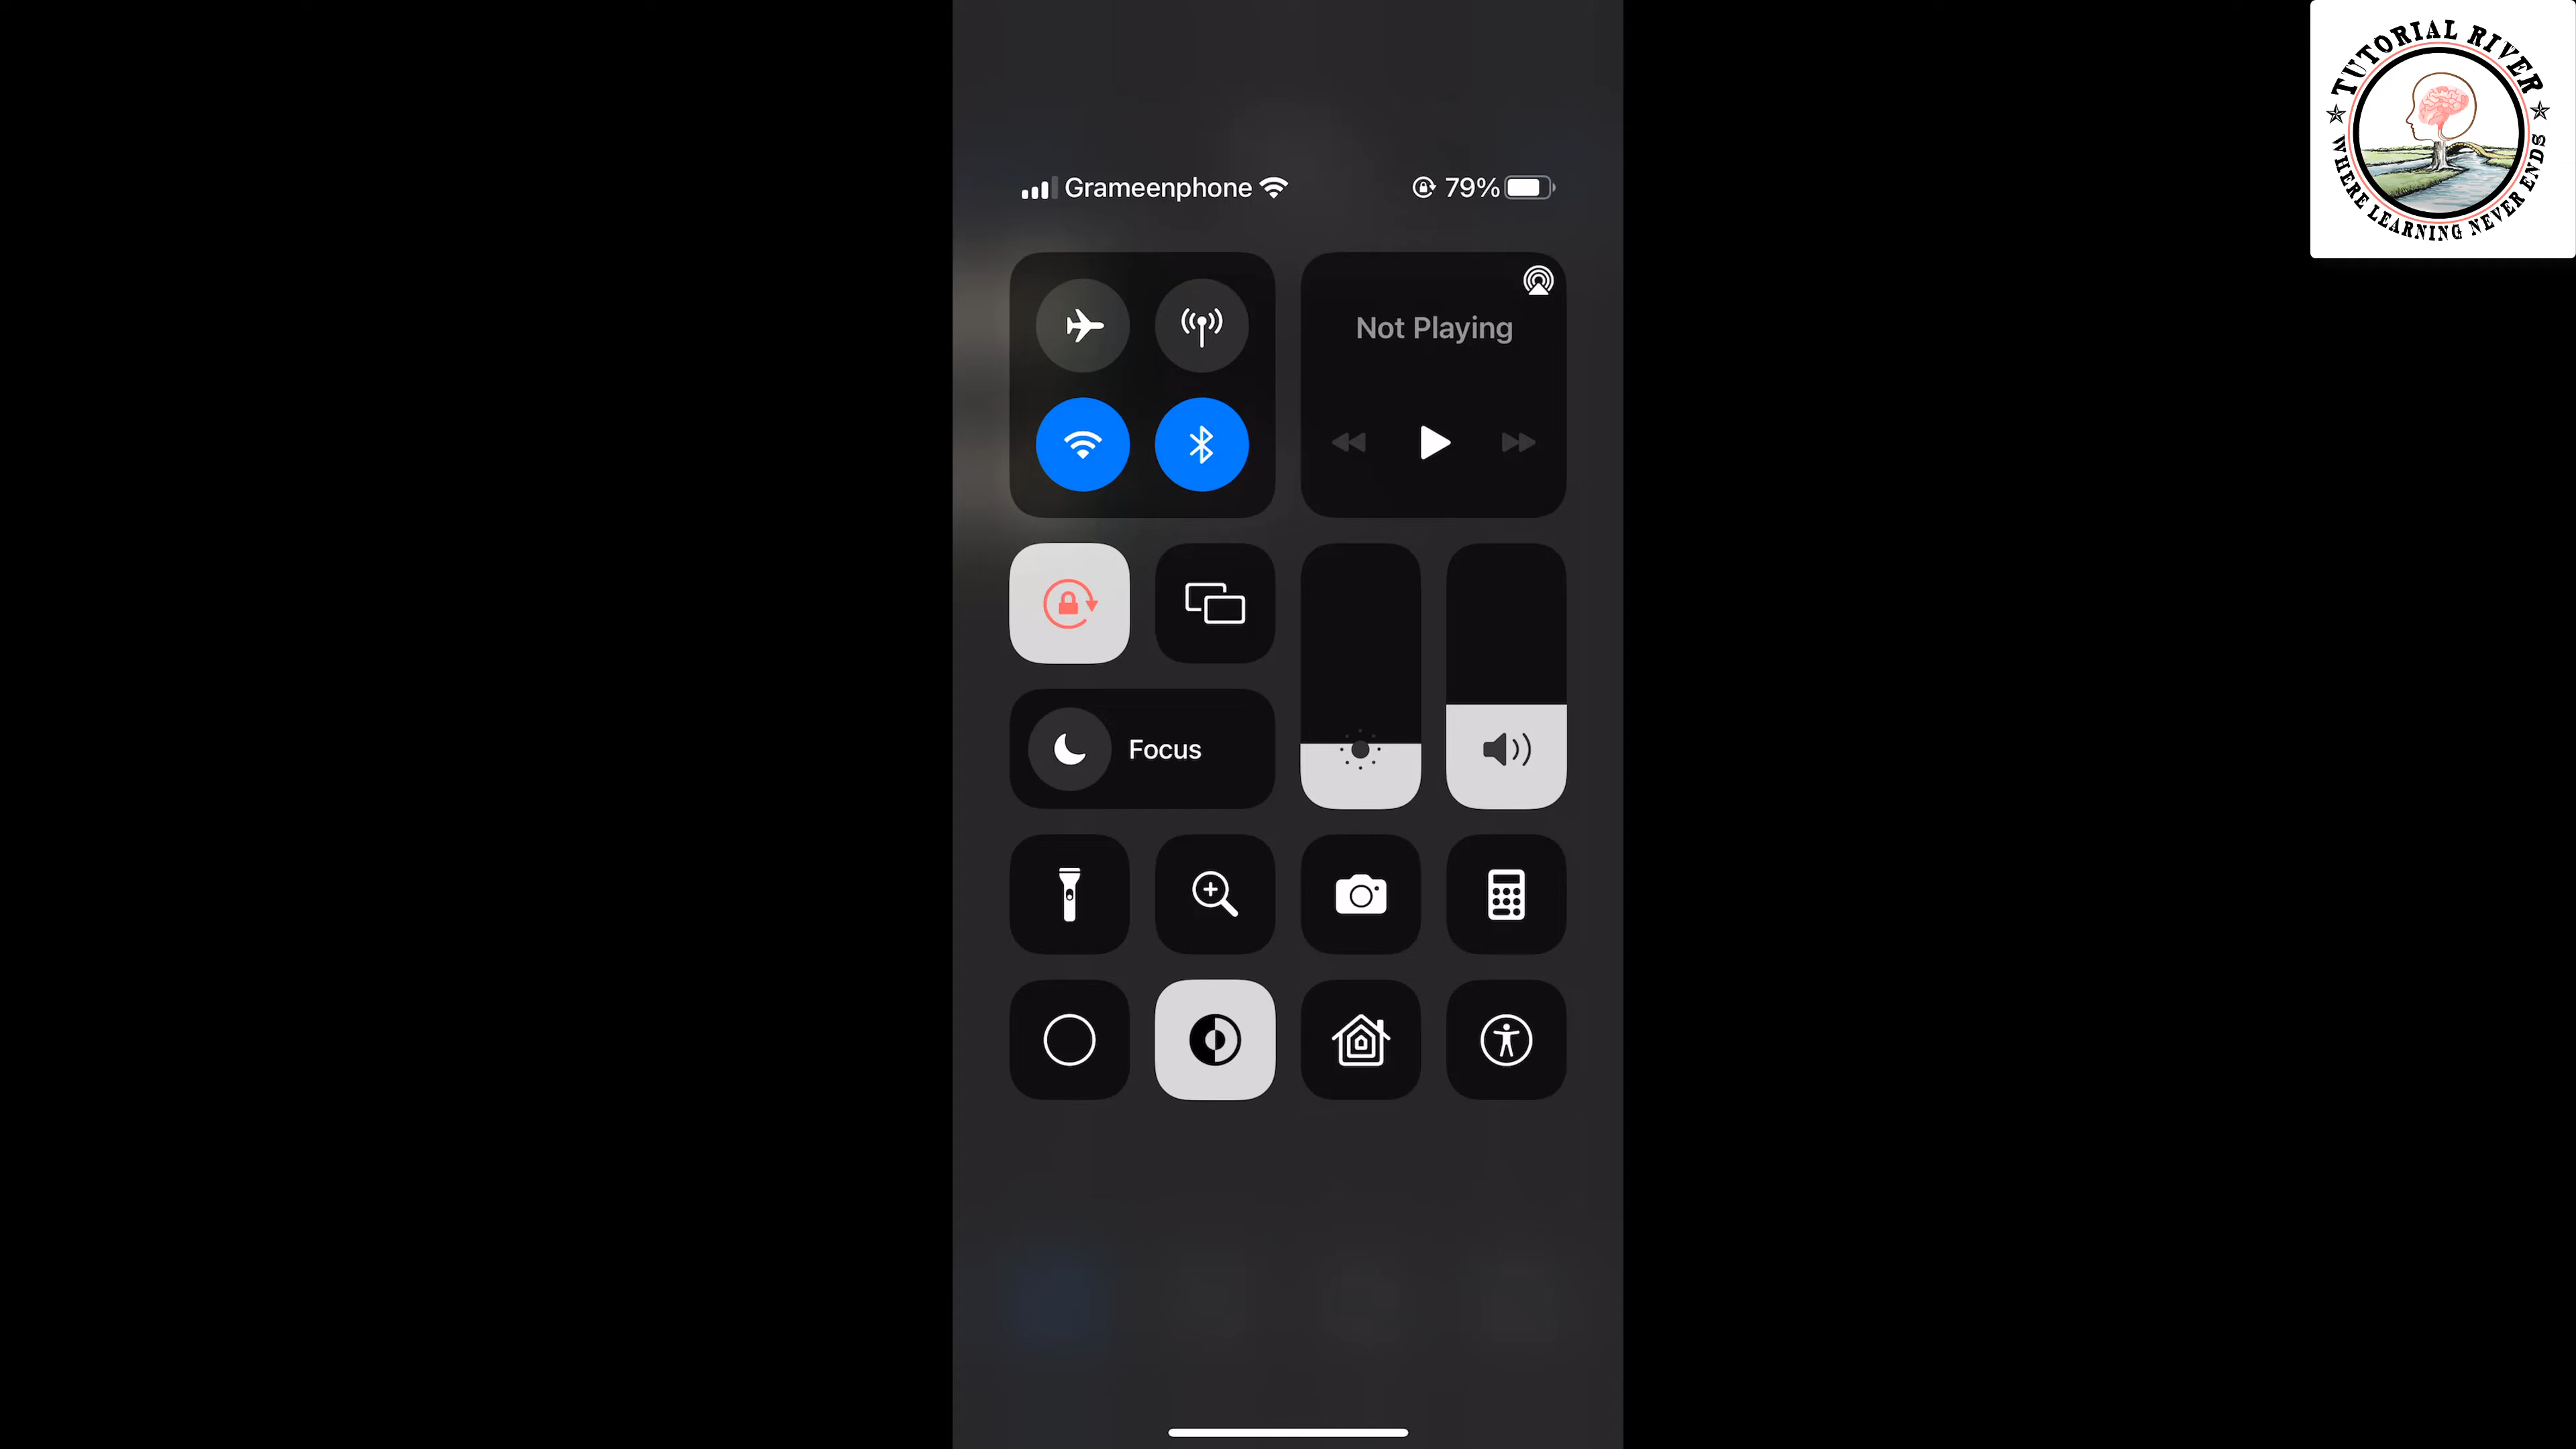 TUTORIAL RIVER
WHERE LEARNING NEVER ENDS
Grameenphone
79%
Not Playing
Focus